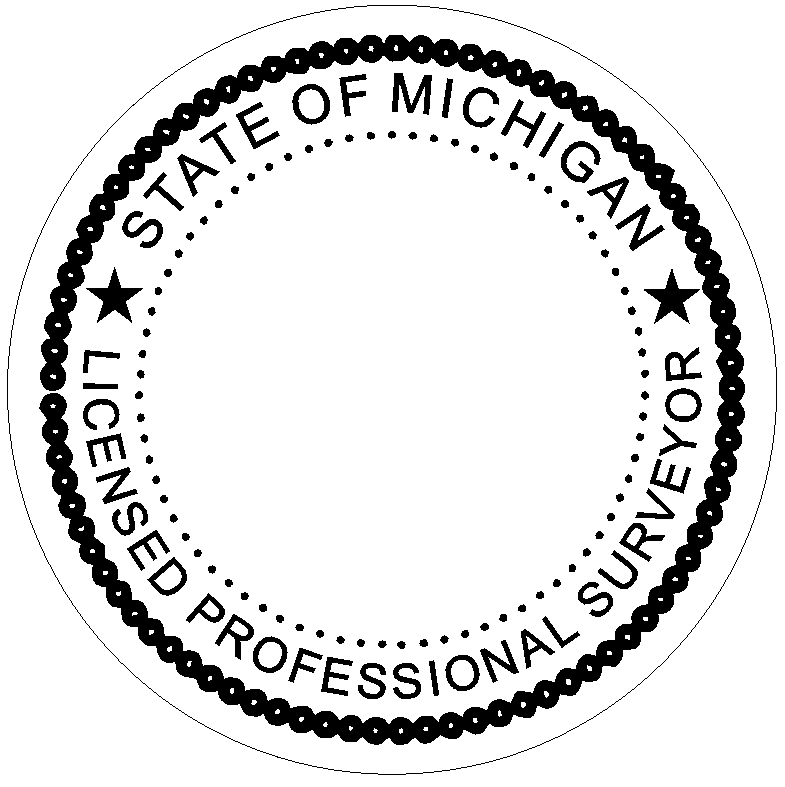 STATE OF MICHIGAN
LICENSED PROFESSIONAL SURVEYOR